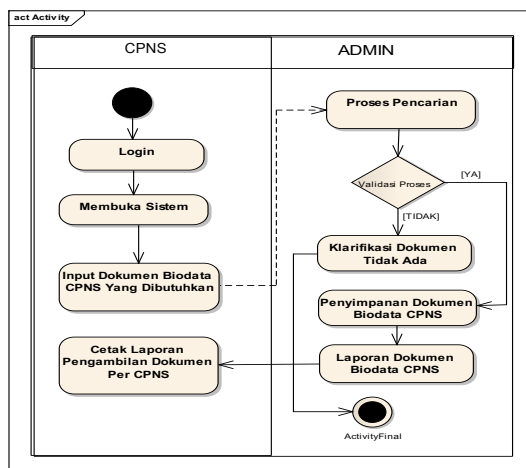 act Activity
CPNS
ADMIN
Login
Membuka Sistem
Input Dokumen Biodata
CPNS Yang Dibutuhkan
Cetak Laporan
Pengambilan Dokumen
Per CPNS
Proses Pencarian
Validasi Proses
[YA]
[TIDAK]
Klarifikasi Dokumen
Tidak Ada
Penyimpanan Dokumen
Biodata CPNS
Laporan Dokumen
Biodata CPNS
ActivityFinal